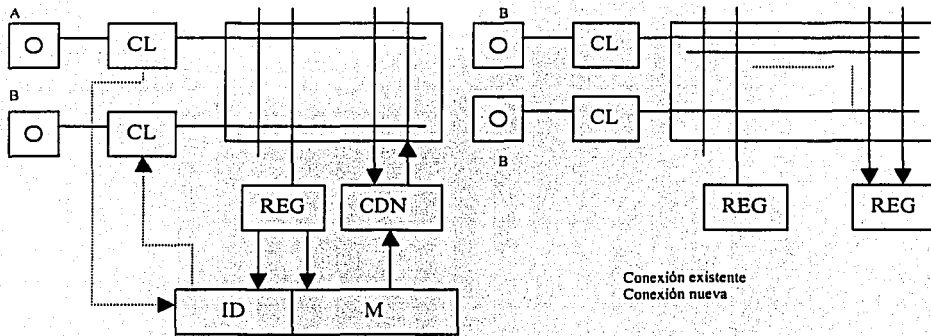 A
CL
B
CL
REG
CDN
ID
M
B
CL
CL
B
REG
REG
Conexión existente
Conexión nueva